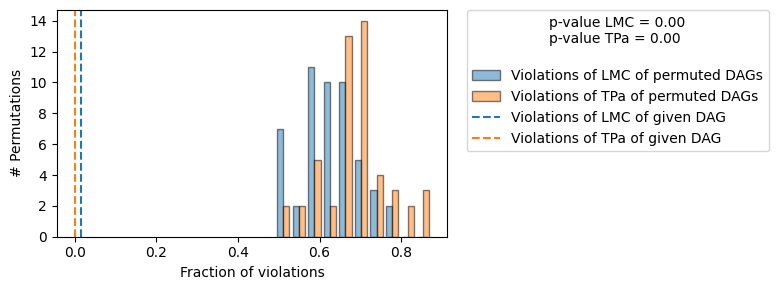 14
12
10
8
6
4
2
0
# Permutations
0.0 0.2 0.4 0.6 0.8
Fraction of violations
p-value LMC = 0.00
p-value TPa = 0.00
Violations of LMC of permuted DAGs
Violations of TPa of permuted DAGs
Violations of LMC of given DAG
Violations of TPa of given DAG